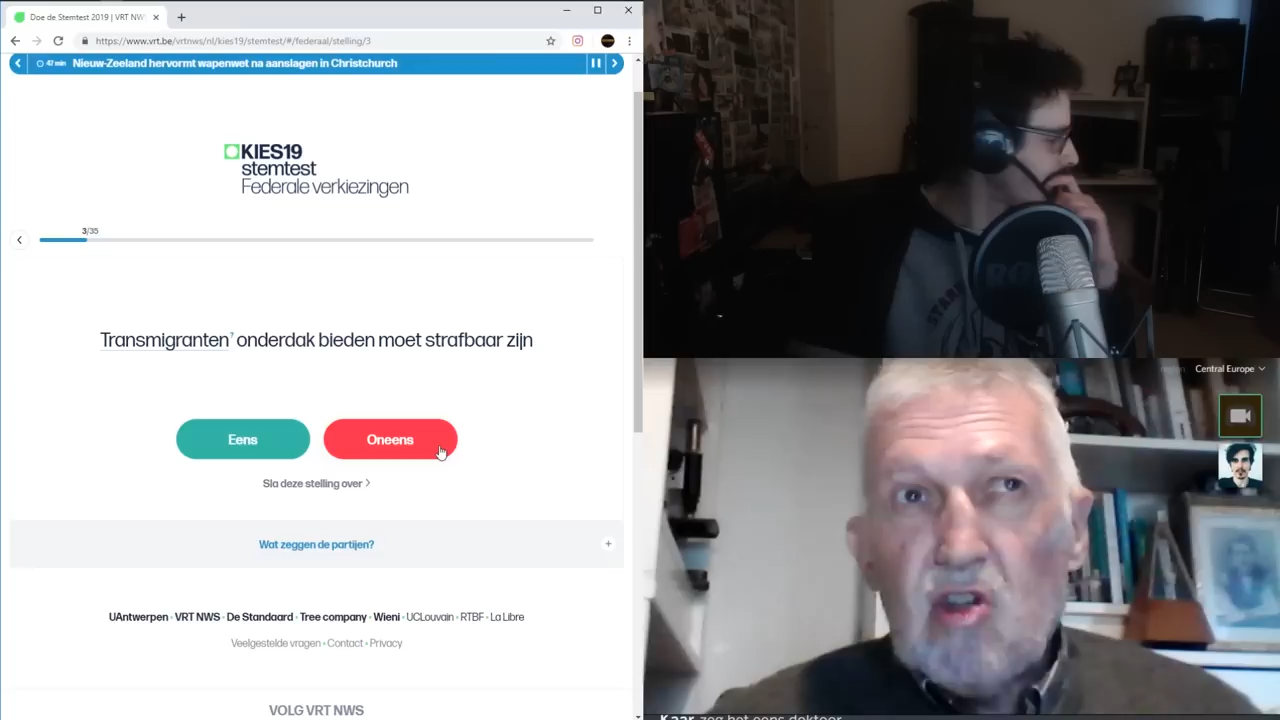 Doe de Stemtest 2019 | VRT NW
https://www.vrt.be/vrtnws/nl/kies19/stemtest/#/federaal/stelling/3
47 min Nieuw-Zeeland hervormt wapenwet na aanslagen in Christchurch
KIES19
stemtest
Federale verkiezingen
3/35
Transmigranten? onderdak bieden moet strafbaar zijn
Eens
Oneens
Sla deze stelling over
Wat zeggen de partijen?
UAntwerpen · VRT NWS · De Standaard · Tree company · Wieni · UCLouvain · RTBF · La Libre
Veelgestelde vragen · Contact · Privacy
VOLG VRT NWS
Central Europe